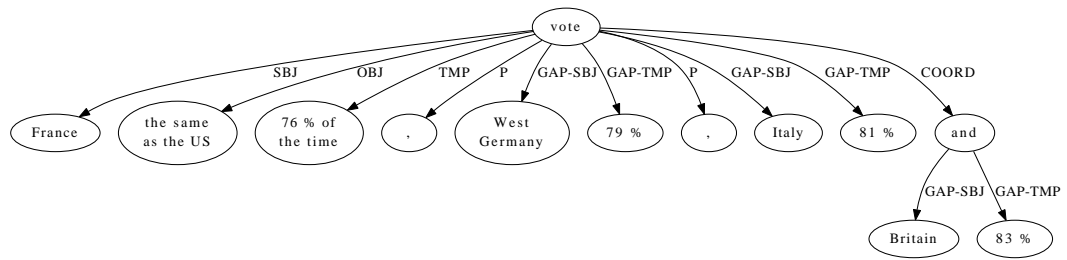 vote
SBJ OBJ TMP P GAP-SBJ GAP-TMP P GAP-SBJ GAP-TMP COORD
France
the same
as the US
76 % of
the time
,
West
Germany
79 %
,
Italy
81 %
and
GAP-SBJ GAP-TMP
Britain
83 %